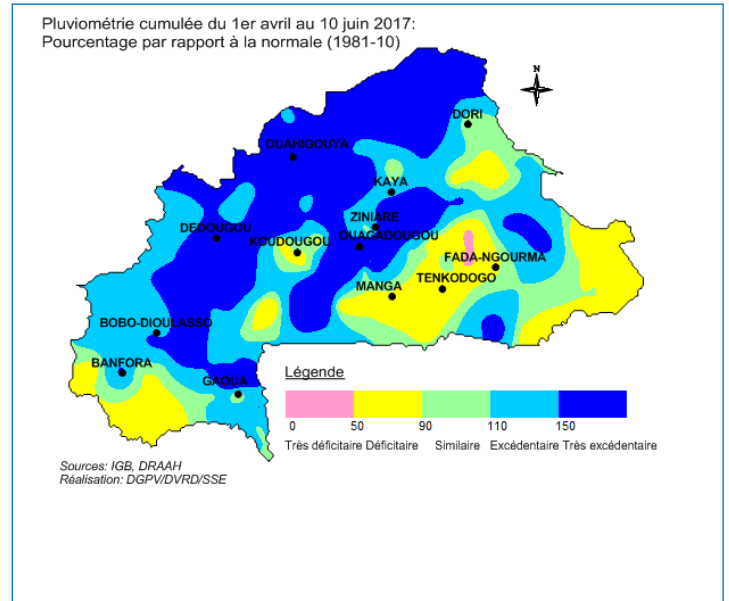 Pluviométrie cumulée du 1er avril au 10 juin 2017:
Pourcentage par rapport à la normale (1981-10)
N
DORI
OUAHIGOUYA
KAYA
ZINIARE
DEDOUGOU
OUAGADOUGOU
KOUDOUGOU
FADA-NGOURMA
TENKODOGO
MANGA
BOBO-DIOULASSO
BANFORA
GAOUA
Légende
0 50 90 110 150
Très déficitaire Déficitaire Similaire Excédentaire Très excédentaire
Sources: IGB, DRAAH
Réalisation: DGPV/DVRD/SSE